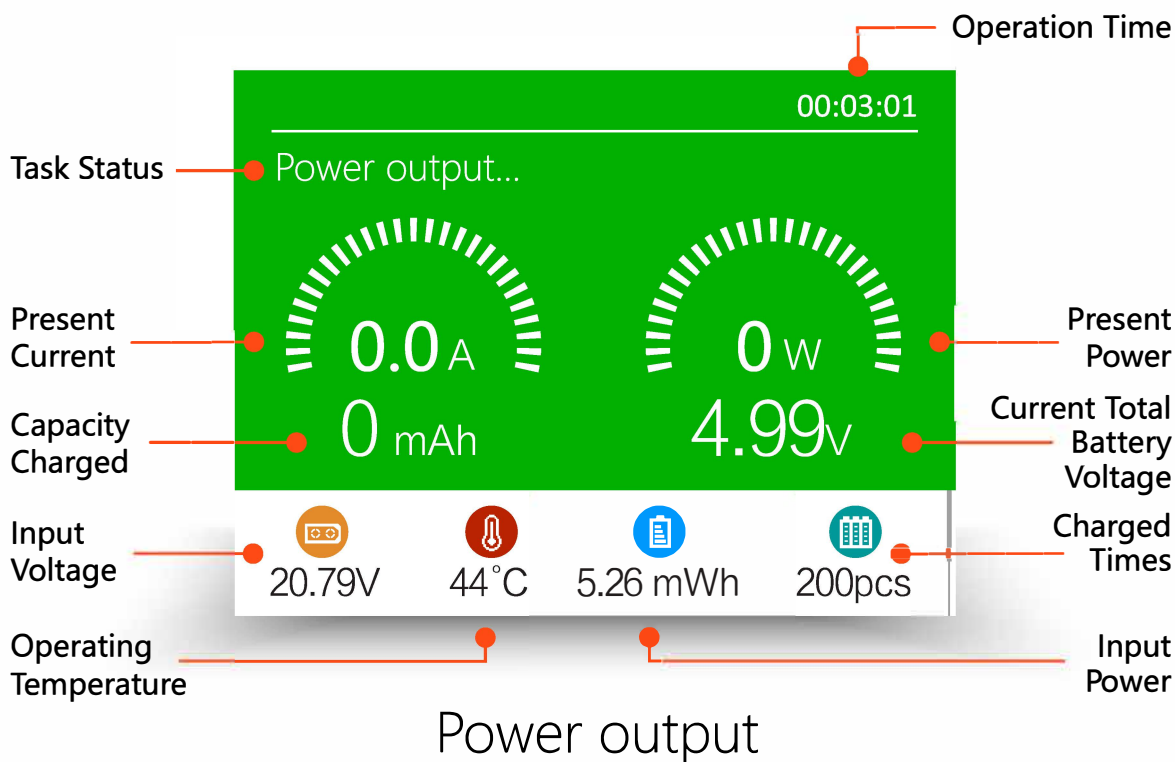 Operation Time
00:03:01
Task Status
Power output...
Present
Current
0.0 A
0 W
Present
Power
Capacity
Charged
0 mAh
4.99V
Current Total
Battery
Voltage
Input
Voltage
20.79V
44°C
5.26 mWh
200pcs
Charged
Times
Operating
Temperature
Input
Power
Power output